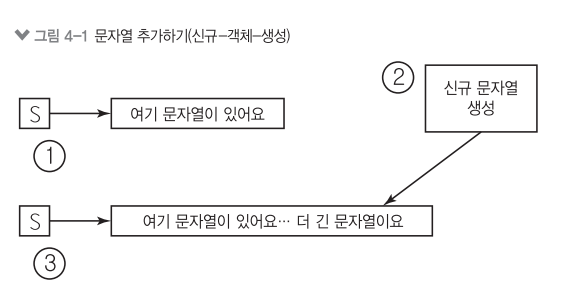 그림 4-1 문자열 추가하기(신규-객체-생성)
②
신규 문자열
생성
S
여기 문자열이 있어요
①
S
여기 문자열이 있어요… 더 긴 문자열이요
③